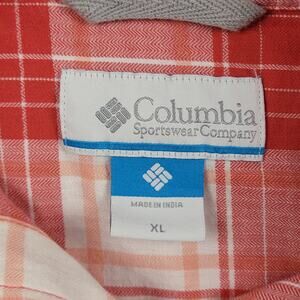 Columbia
Sportswear Company
MADE IN INDIA
XL